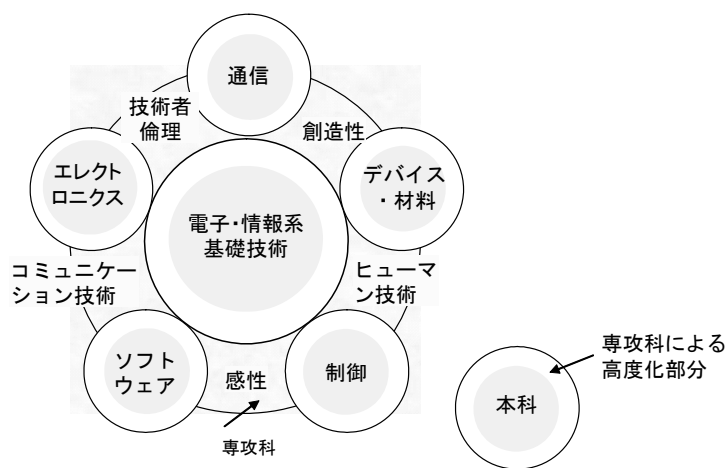 通信
技術者
倫理
創造性
エレクト
ロニクス
デバイス
・材料
電子・情報系
基礎技術
コミュニケー
ション技術
ヒューマ
ン技術
ソフト
ウェア
感性
制御
専攻科
専攻科による
高度化部分
本科